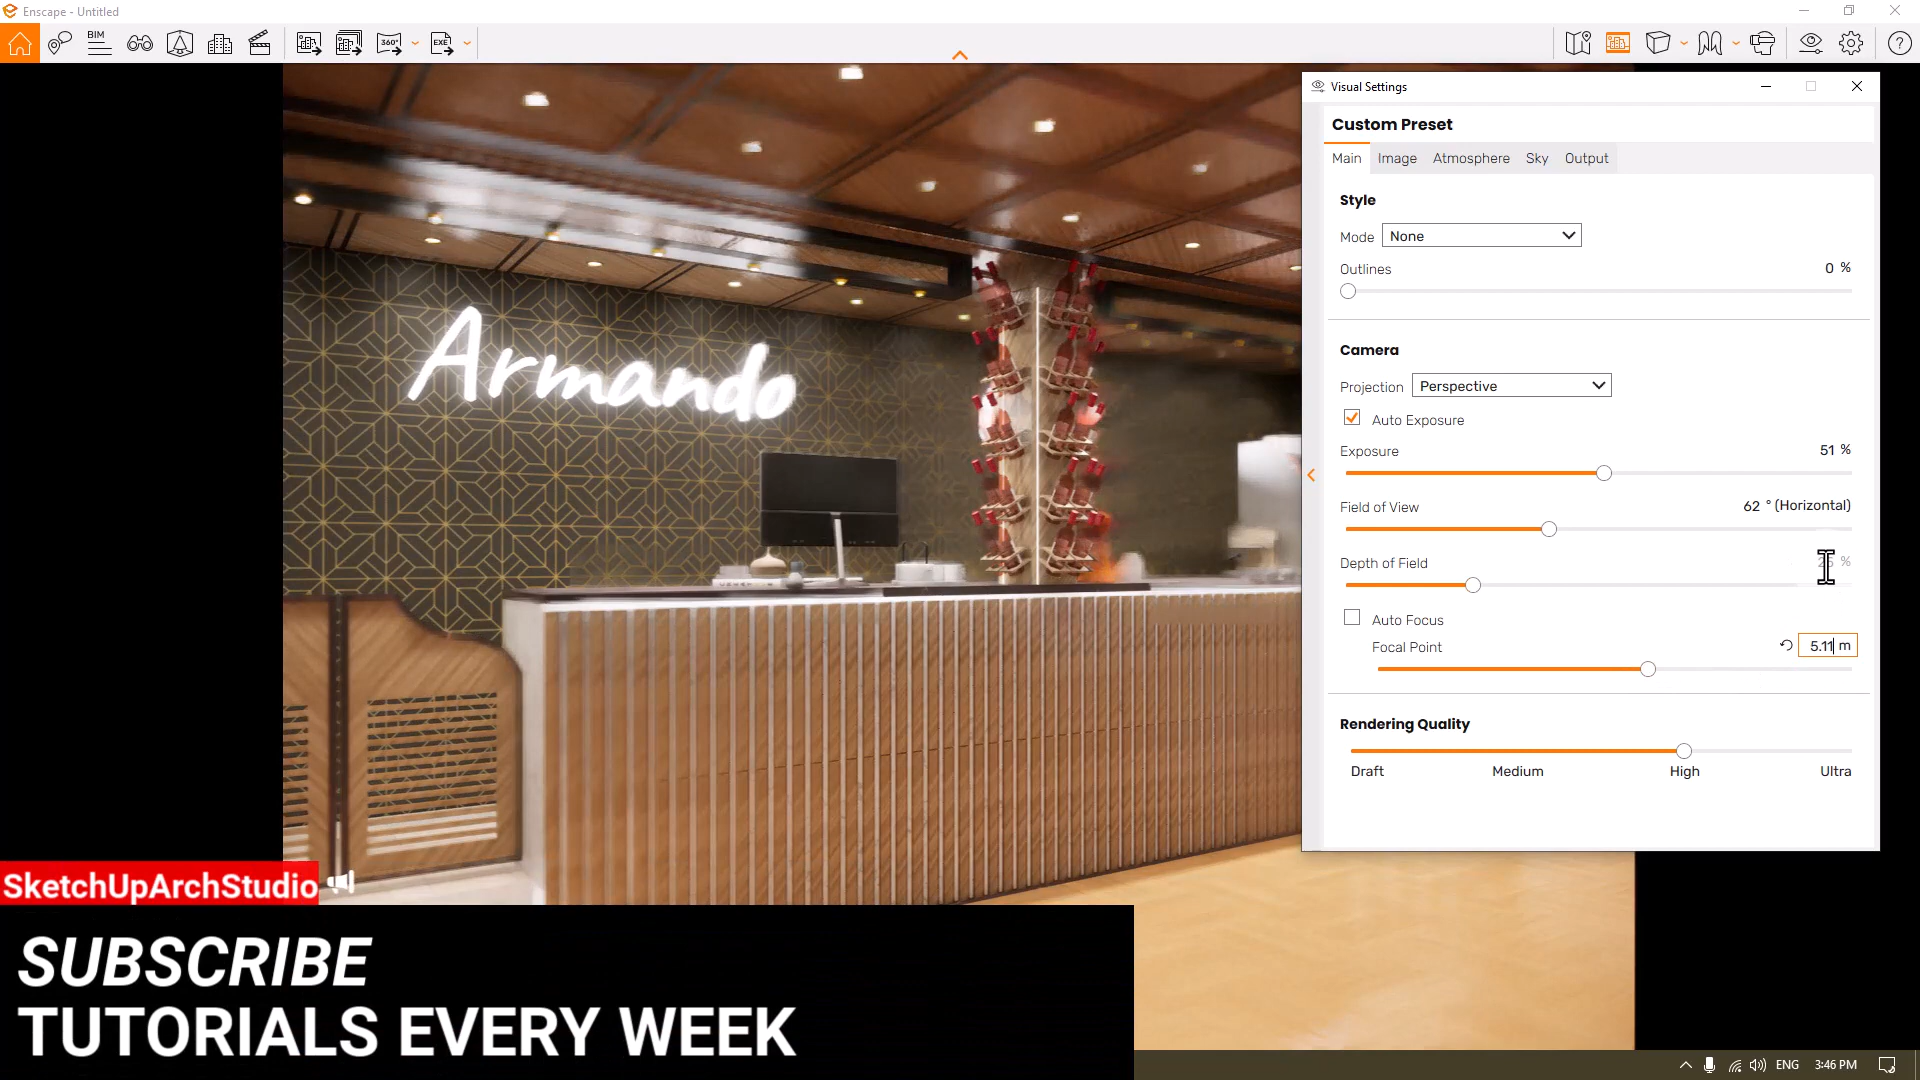 Enscape - Untitled
BIM
360°
EXE
Visual Settings
Custom Preset
Main Image Atmosphere Sky Output
Style
Mode None
Outlines 0 %
Camera
Projection Perspective
Auto Exposure
Exposure 51 %
Field of View 62 ° (Horizontal)
Depth of Field %
Auto Focus
Focal Point 5.11 m
Rendering Quality
Draft Medium High Ultra
Armando
SketchUpArchStudio
SUBSCRIBE
TUTORIALS EVERY WEEK
ENG 3:46 PM